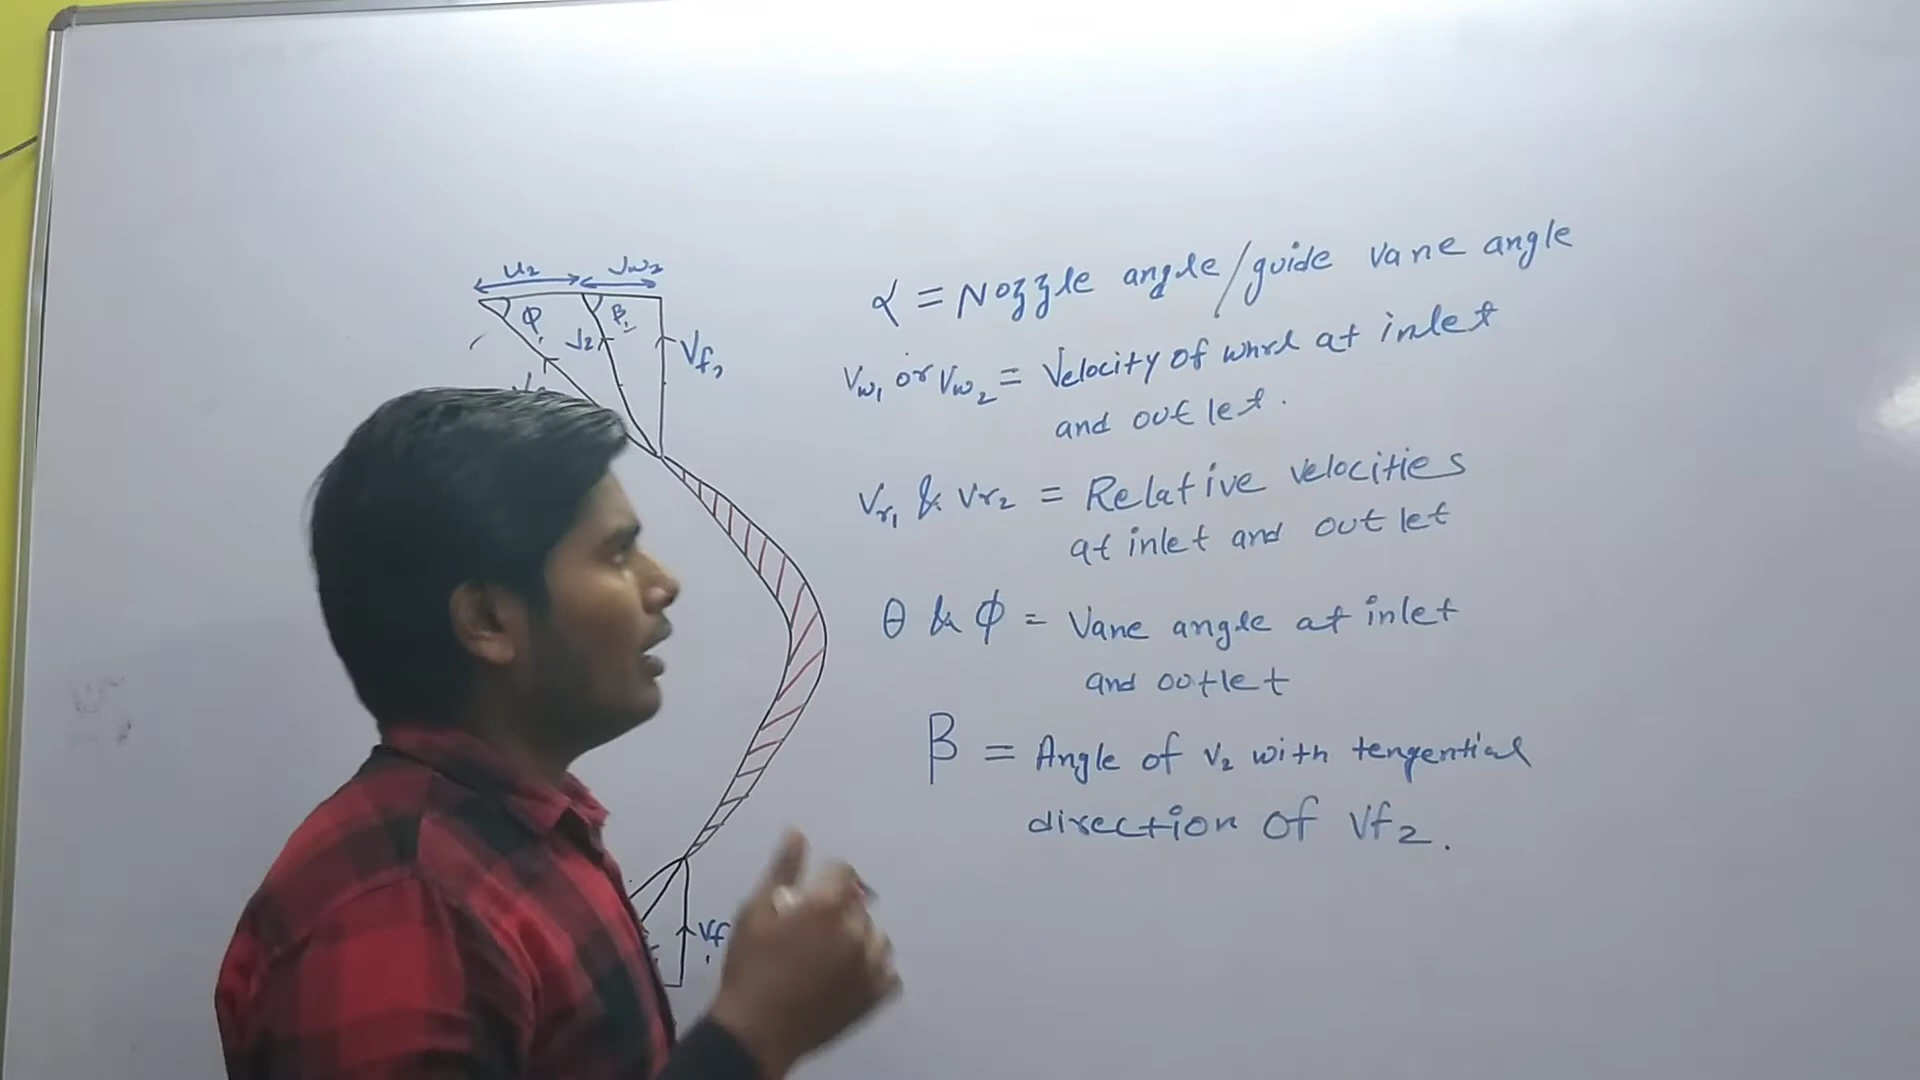 u₂ Vw₂
φ β
V₂
Vf₂
α = Nozzle angle/guide vane angle
Vw₁ or Vw₂ = Velocity of whirl at inlet
and outlet.
Vr₁ & Vr₂ = Relative velocities
at inlet and outlet
θ & φ = Vane angle at inlet
and outlet
β = Angle of V₂ with tengential
direction of Vf₂.
Vf